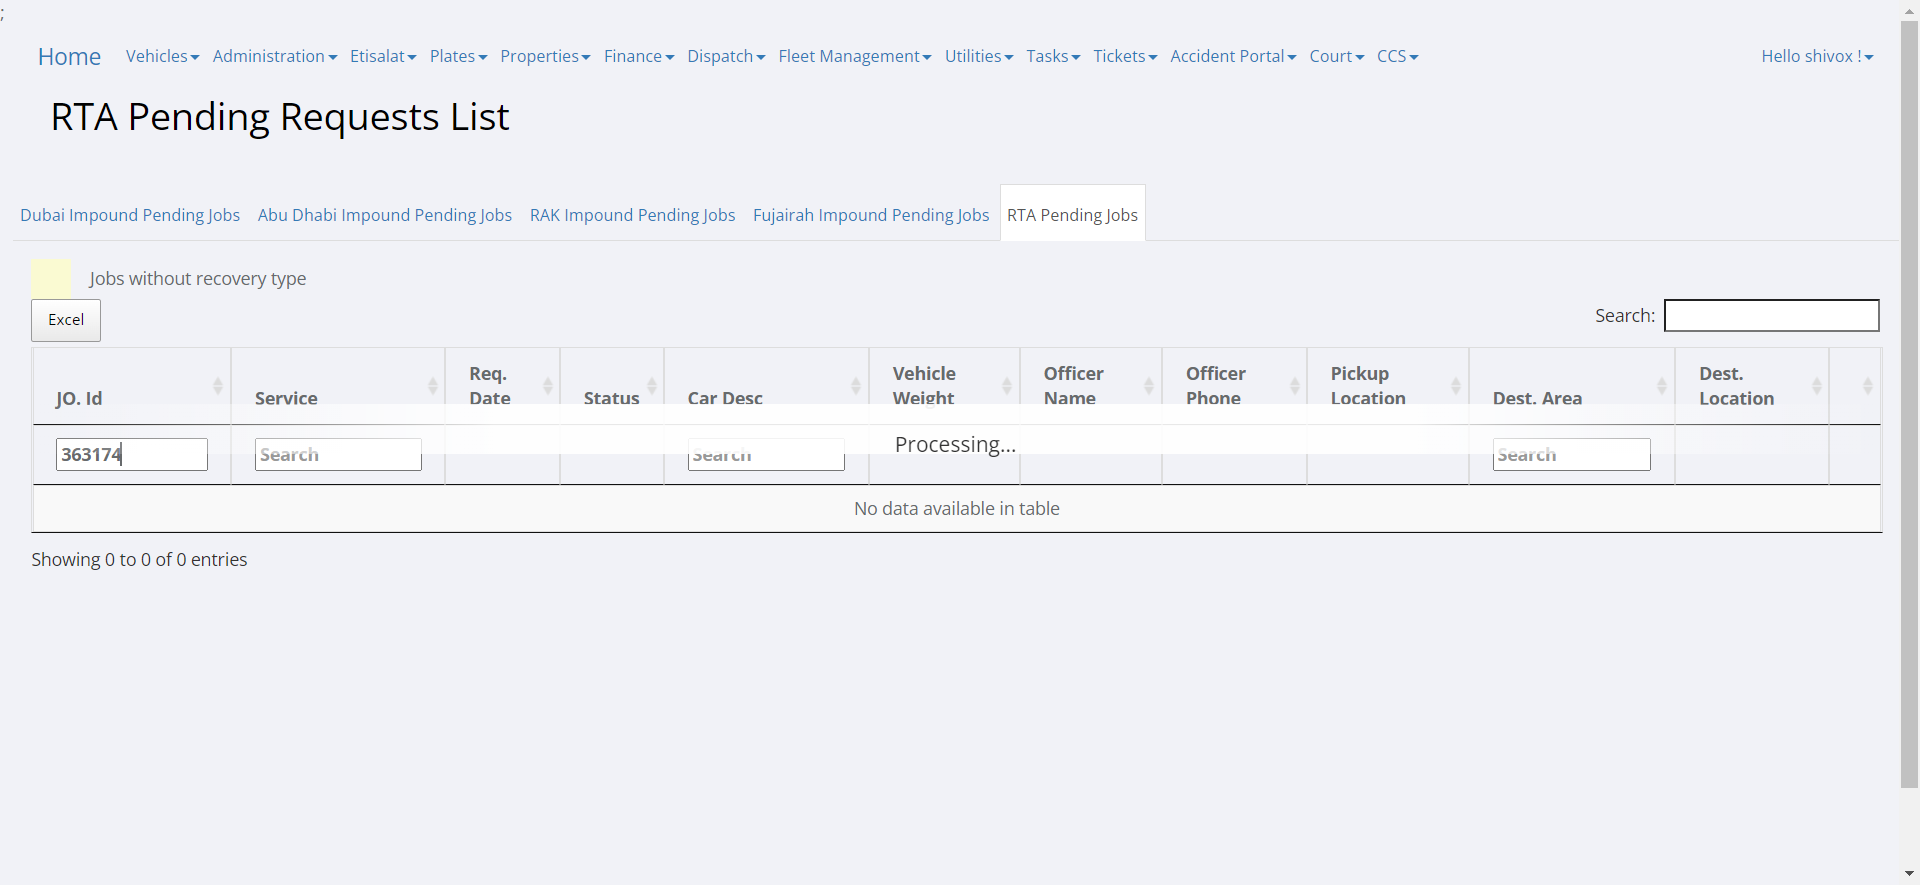 ;
Home Vehicles Administration Etisalat Plates Properties Finance Dispatch Fleet Management Utilities Tasks Tickets Accident Portal Court CCS Hello shivox !
RTA Pending Requests List
Dubai Impound Pending Jobs Abu Dhabi Impound Pending Jobs RAK Impound Pending Jobs Fujairah Impound Pending Jobs RTA Pending Jobs
Jobs without recovery type
Excel Search:
JO. Id Service Req. Date Status Car Desc Vehicle Weight Officer Name Officer Phone Pickup Location Dest. Area Dest. Location
Processing...
363174 Search Search Search
No data available in table
Showing 0 to 0 of 0 entries